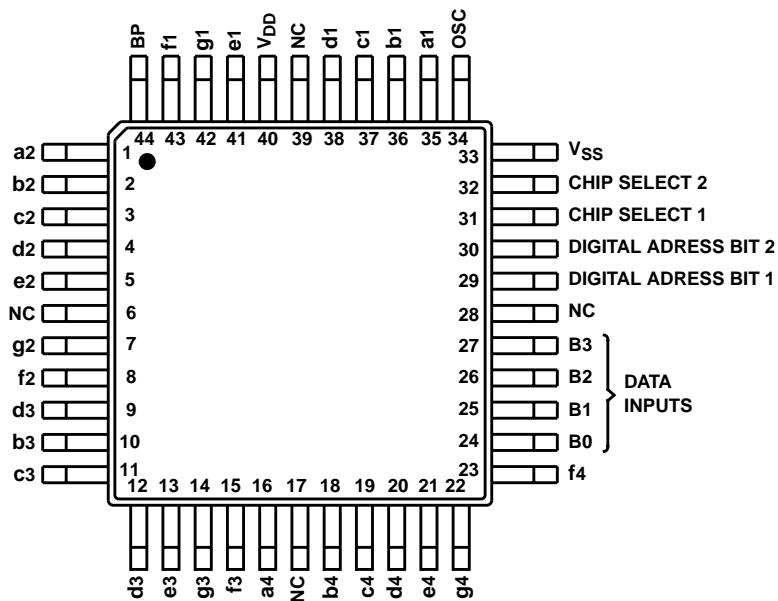 BP f1 g1 e1 VDD NC d1 c1 b1 a1 OSC
44 43 42 41 40 39 38 37 36 35 34
a2 1
b2 2
c2 3
d2 4
e2 5
NC 6
g2 7
f2 8
d3 9
b3 10
c3 11
33 VSS
32 CHIP SELECT 2
31 CHIP SELECT 1
30 DIGITAL ADRESS BIT 2
29 DIGITAL ADRESS BIT 1
28 NC
27 B3
26 B2
25 B1
24 B0
DATA
INPUTS
23 f4
12 13 14 15 16 17 18 19 20 21 22
d3 e3 g3 f3 a4 NC b4 c4 d4 e4 g4